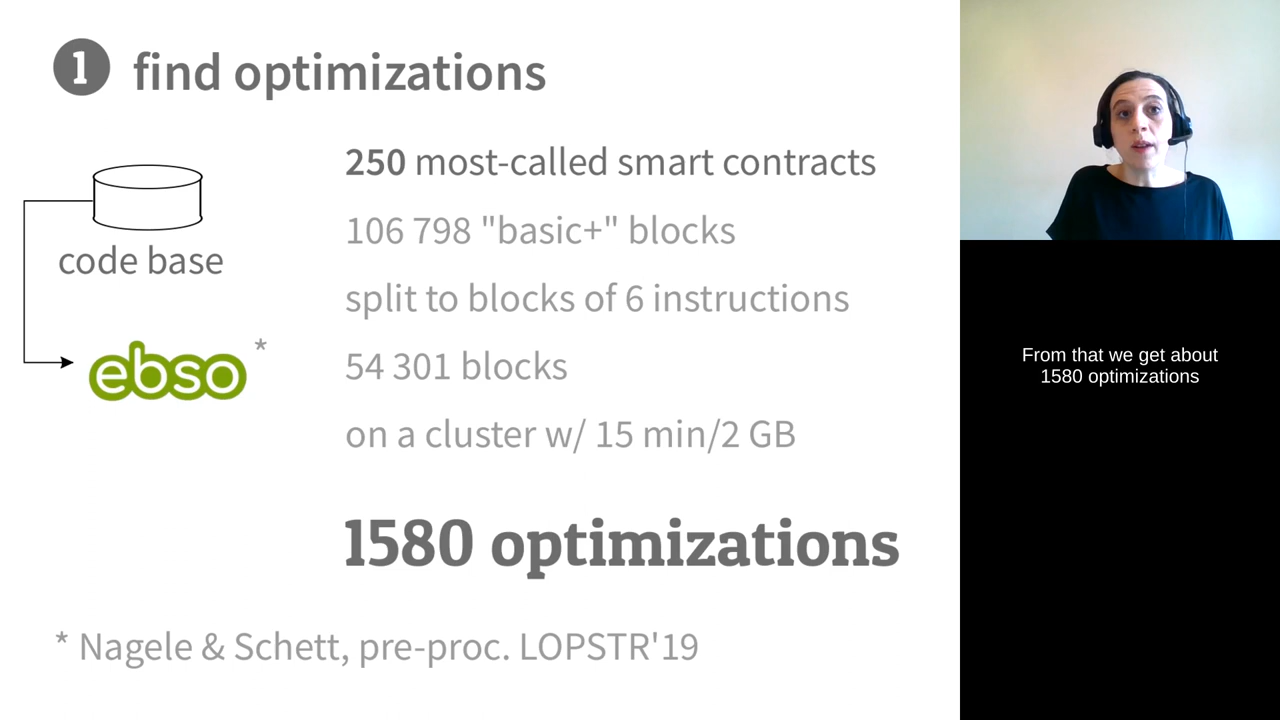 1 find optimizations
250 most-called smart contracts
106 798 "basic+" blocks
code base
split to blocks of 6 instructions
ebso *
54 301 blocks
on a cluster w/ 15 min/2 GB
1580 optimizations
* Nagele & Schett, pre-proc. LOPSTR'19
From that we get about
1580 optimizations